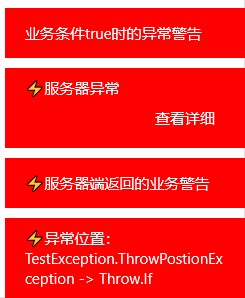 业务条件true时的异常警告
⚡服务器异常
查看详细
⚡服务器端返回的业务警告
⚡异常位置：
TestException.ThrowPostionEx
ception -> Throw.If